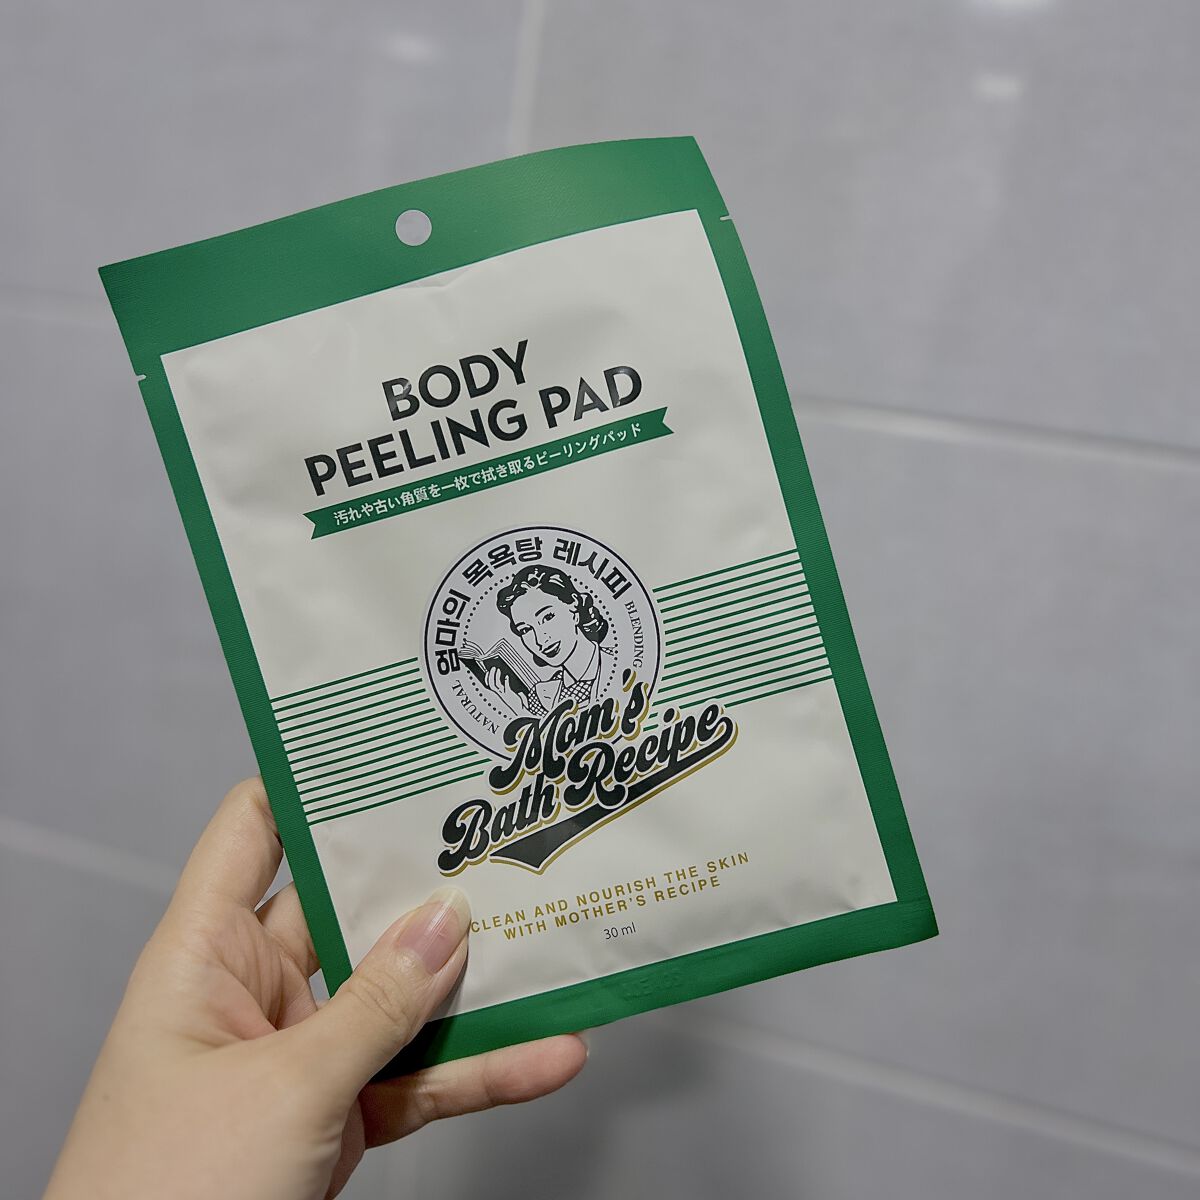 BODY
PEELING PAD
汚れや古い角質を一枚で拭き取るピーリングパッド
엄마의 목욕탕 레시피
NATURAL
BLENDING
Mom's
Bath Recipe
CLEAN AND NOURISH THE SKIN
WITH MOTHER'S RECIPE
30 ml